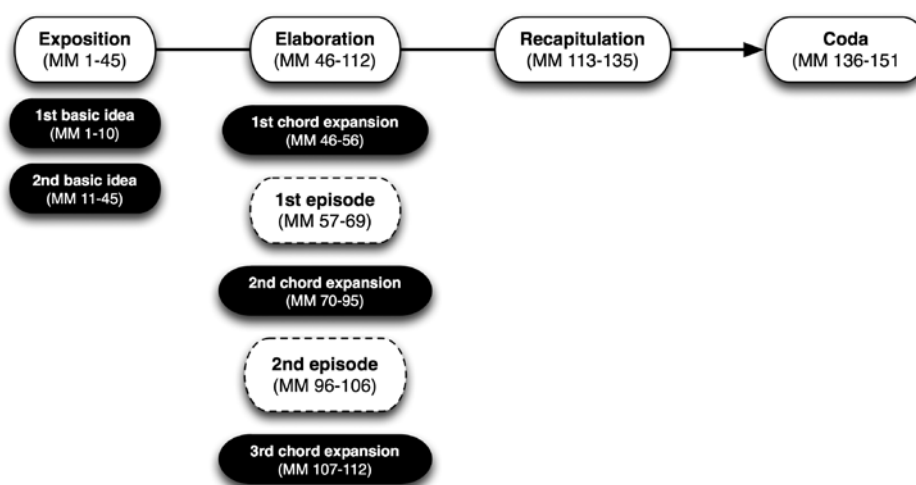 Exposition
(MM 1-45)
Elaboration
(MM 46-112)
Recapitulation
(MM 113-135)
Coda
(MM 136-151
1st basic idea
(MM 1-10)
2nd basic idea
(MM 11-45)
1st chord expansion
(MM 46-56)
1st episode
(MM 57-69)
2nd chord expansion
(MM 70-95)
2nd episode
(MM 96-106)
3rd chord expansion
(MM 107-112)